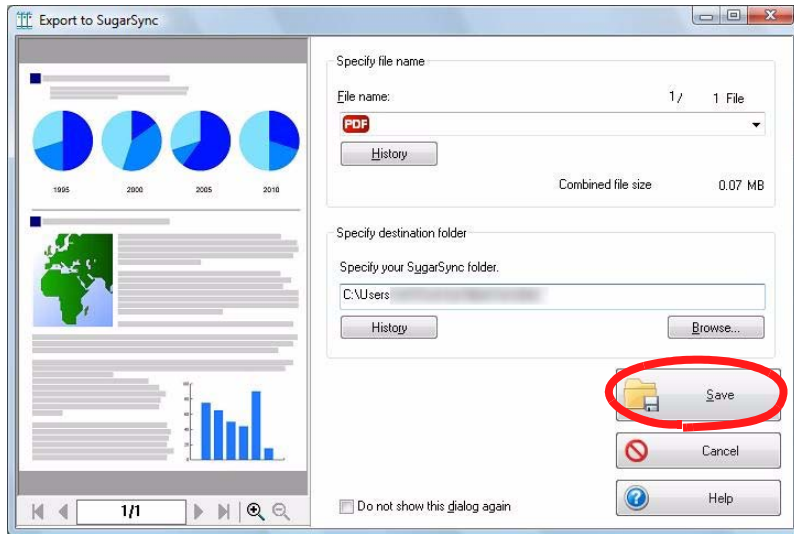 Export to SugarSync
1995 2000 2005 2010
1/1
Specify file name
File name: 1/ 1 File
PDF
History
Combined file size 0.07 MB
Specify destination folder
Specify your SugarSync folder.
C:\Users
History
Browse...
Save
Cancel
Do not show this dialog again
Help